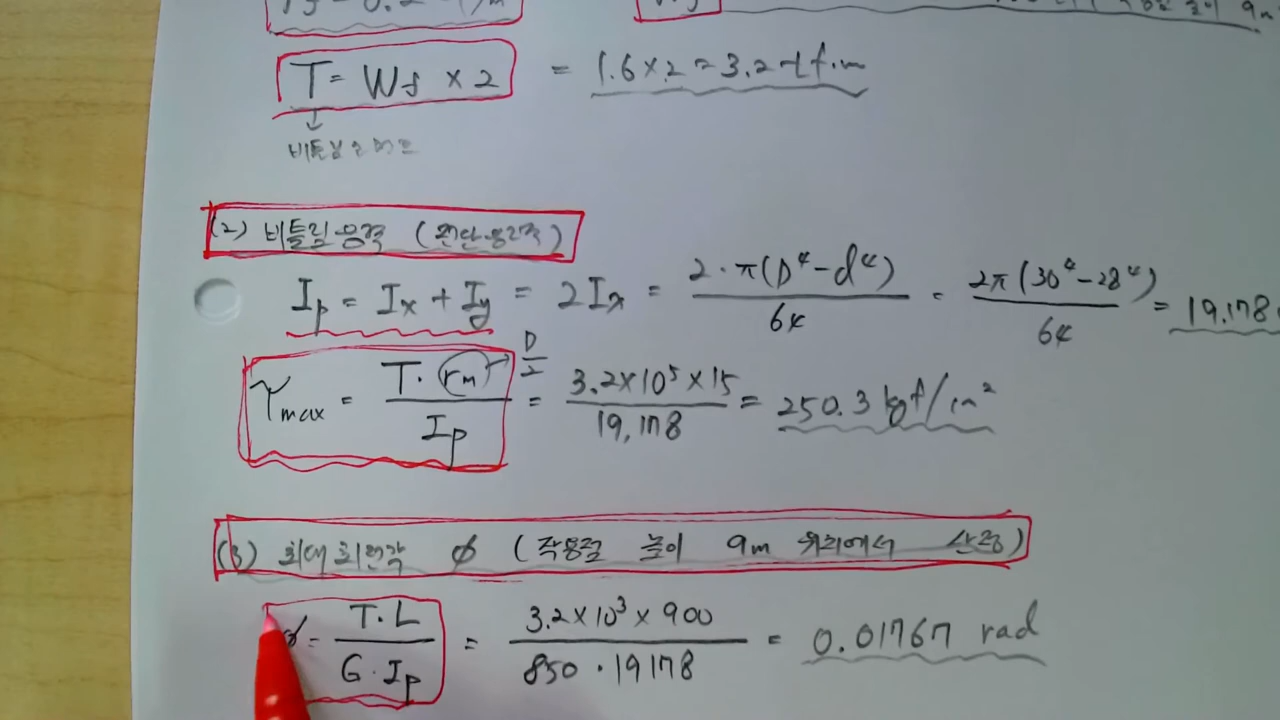 T = Wf × 2 = 1.6 × 2 = 3.2 tf·m
비틀림모멘트
(2) 비틀림응력 (전단응력)
Ip = Ix + Iy = 2Ix = 2·π(D⁴-d⁴)/64 = 2π(30⁴-28⁴)/64 = 19,178
τmax = T·rm/Ip = 3.2×10⁵×15/19,178 = 250.3 kgf/cm²
D/2
(3) 최대회전각 ϕ (작용점 높이 9m 위치에서 산정)
ϕ = T·L/G·Ip = 3.2×10³×900/850·19178 = 0.01767 rad